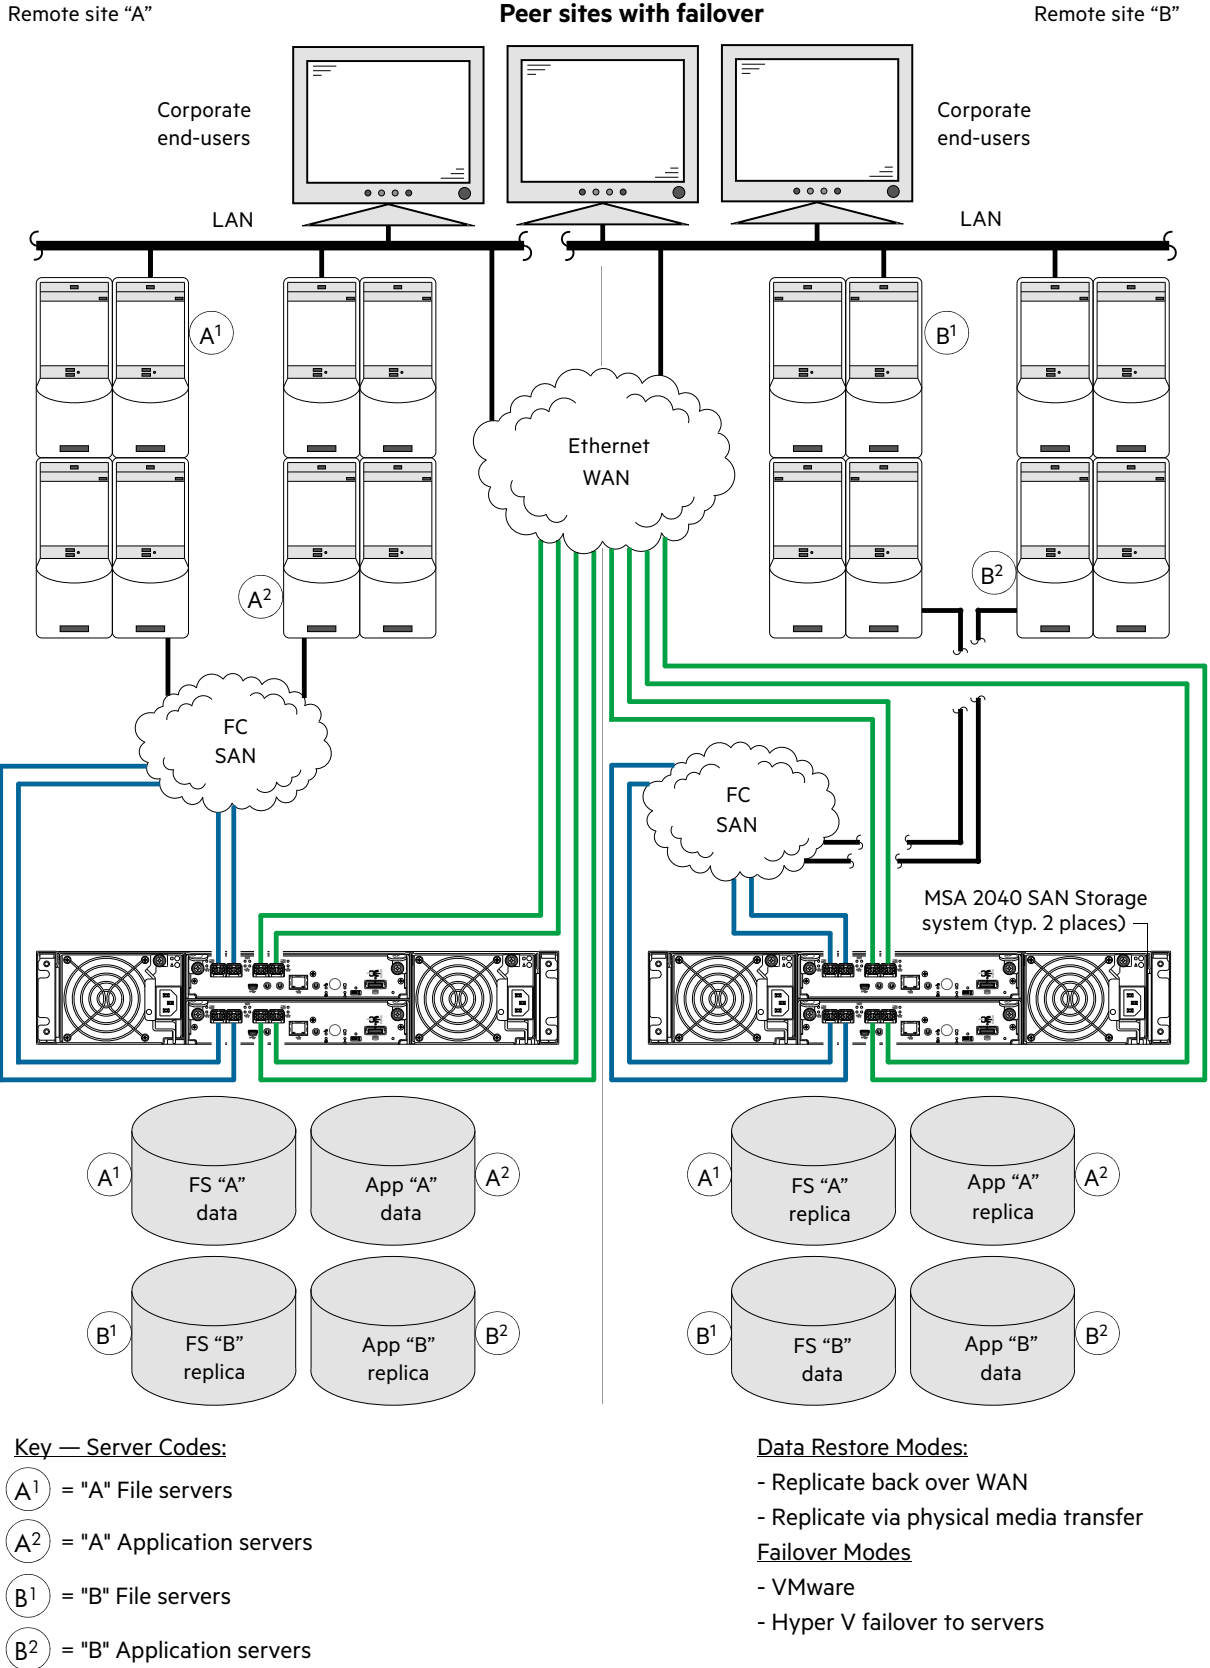 Remote site “A”
Peer sites with failover
Remote site “B”
Corporate
end-users
Corporate
end-users
LAN
LAN
A1
B1
Ethernet
WAN
A2
B2
FC
SAN
FC
SAN
MSA 2040 SAN Storage
system (typ. 2 places)
A1
FS “A”
data
App “A”
data
A2
A1
FS “A”
replica
App “A”
replica
A2
B1
FS “B”
replica
App “B”
replica
B2
B1
FS “B”
data
App “B”
data
B2
Key — Server Codes:
A1 = "A" File servers
A2 = "A" Application servers
B1 = "B" File servers
B2 = "B" Application servers
Data Restore Modes:
- Replicate back over WAN
- Replicate via physical media transfer
Failover Modes
- VMware
- Hyper V failover to servers